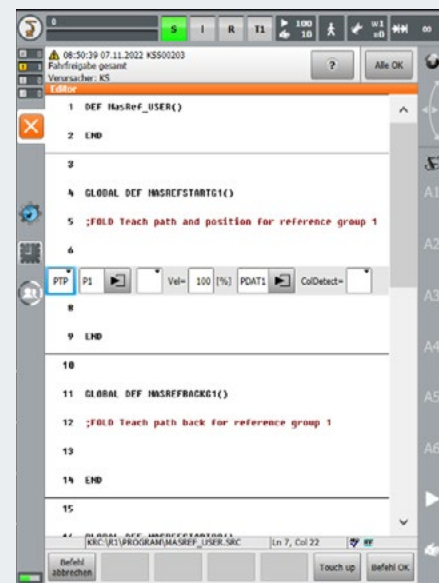 0
S I R T1 100 10 w1 =0 ∞
08:50:39 07.11.2022 KSS00203
Fahrfreigabe gesamt
Verursacher: KS
? Alle OK
Editor
1 DEF MasRef_USER()
2 END
3
4 GLOBAL DEF MASREFSTARTG1()
5 ;FOLD Teach path and position for reference group 1
6
PTP P1 Vel= 100 [%] PDAT1 ColDetect=
8
9 END
10
11 GLOBAL DEF MASREFBACKG1()
12 ;FOLD Teach path back for reference group 1
13
14 END
15
KRC:\R1\PROGRAM\MASREF_USER.SRC Ln 7, Col 22
Befehl abbrechen Touch up Befehl OK
A1
A2
A3
A4
A5
A6